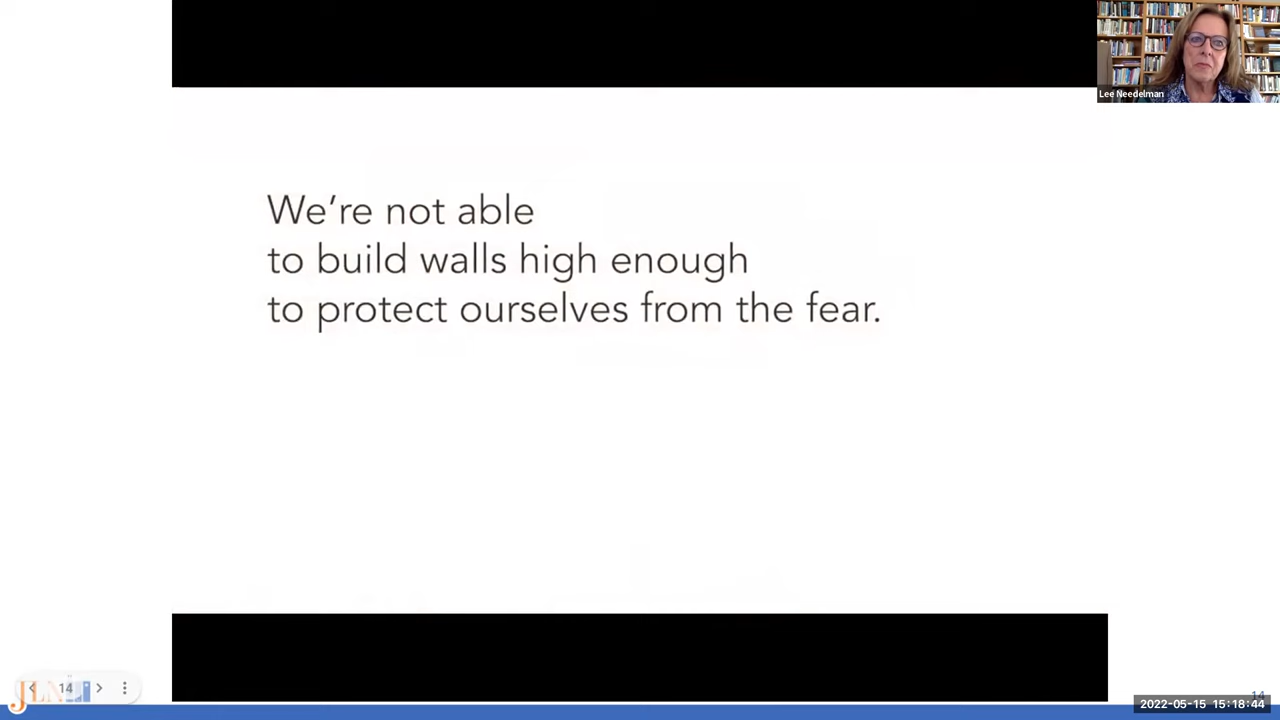 Lee Needelman
We're not able
to build walls high enough
to protect ourselves from the fear.
14
14
2022-05-15 15:18:44